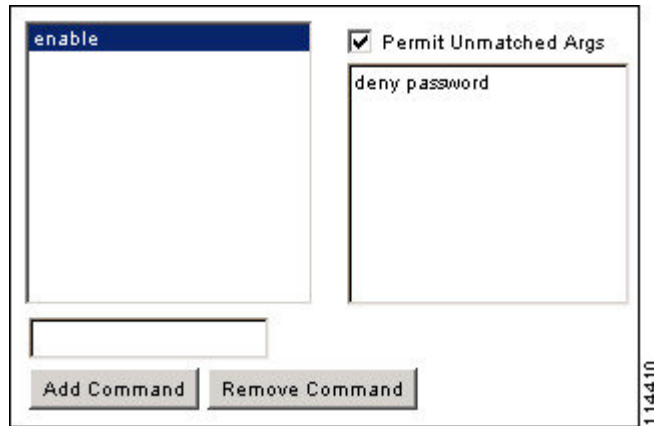 enable
Permit Unmatched Args
deny password
Add Command
Remove Command
114410